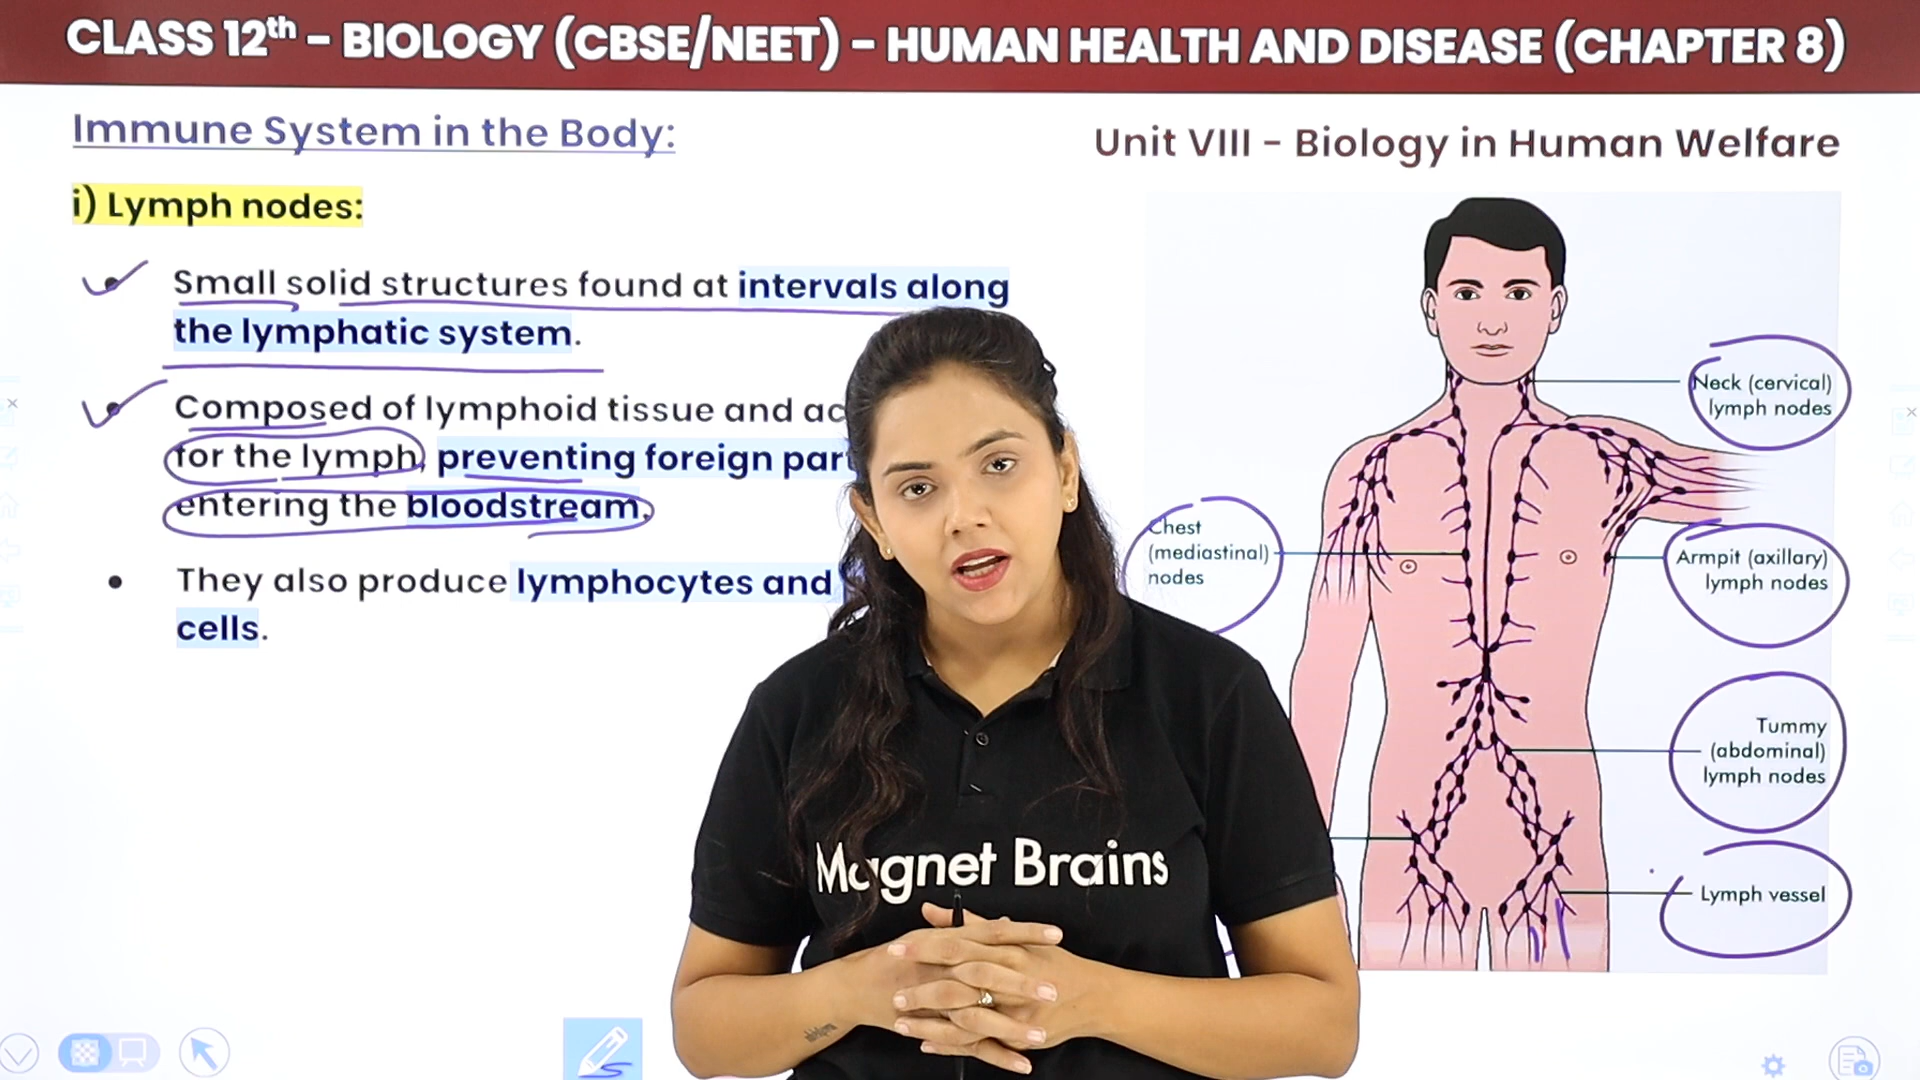 CLASS 12th - BIOLOGY (CBSE/NEET) - HUMAN HEALTH AND DISEASE (CHAPTER 8)
Immune System in the Body:
Unit VIII - Biology in Human Welfare
i) Lymph nodes:
Small solid structures found at intervals along
the lymphatic system.
Composed of lymphoid tissue and
for the lymph, preventing foreign
entering the bloodstream.
They also produce lymphocytes and
cells.
Neck (cervical)
lymph nodes
Chest
(mediastinal)
nodes
Armpit (axillary)
lymph nodes
Tummy
(abdominal)
lymph nodes
Lymph vessel
Magnet Brains